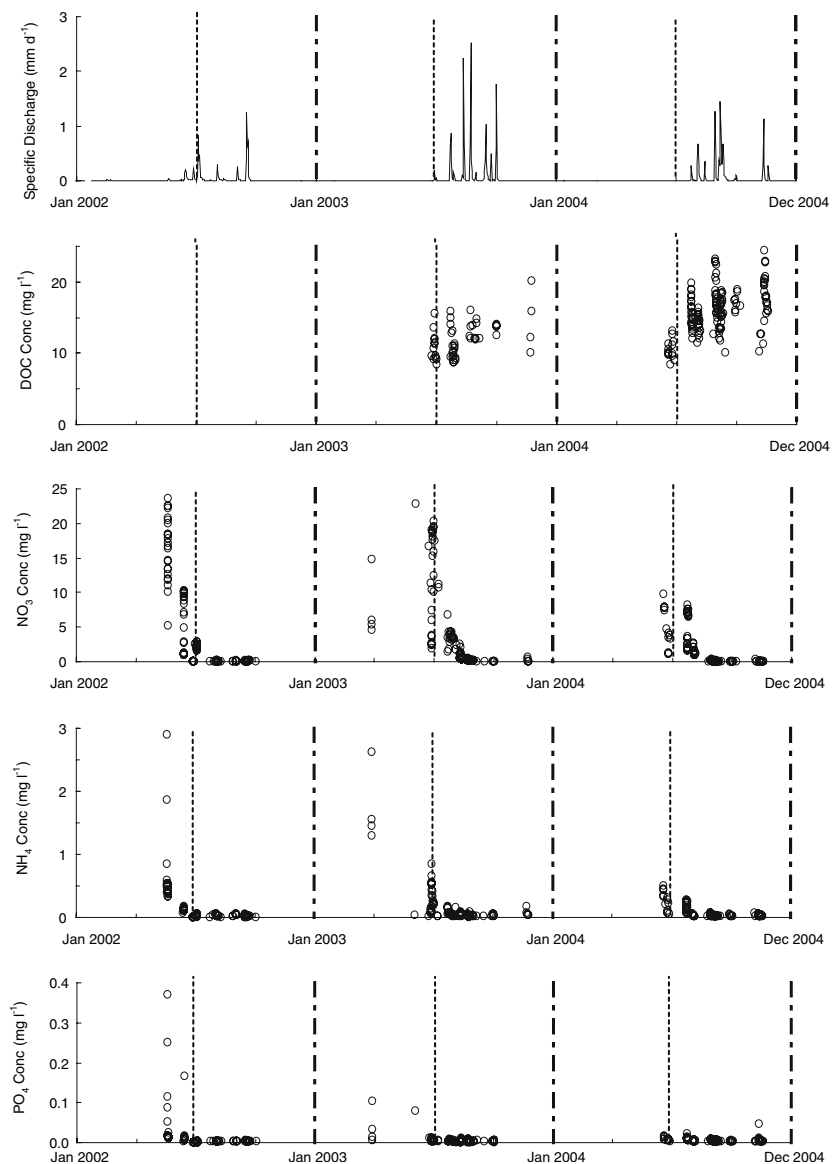 Specific Discharge (mm d⁻¹)
3
2
1
0
Jan 2002 Jan 2003 Jan 2004 Dec 2004
DOC Conc (mg l⁻¹)
20
10
0
Jan 2002 Jan 2003 Jan 2004 Dec 2004
NO₃ Conc (mg l⁻¹)
25
20
15
10
5
0
Jan 2002 Jan 2003 Jan 2004 Dec 2004
NH₄ Conc (mg l⁻¹)
3
2
1
0
Jan 2002 Jan 2003 Jan 2004 Dec 2004
PO₄ Conc (mg l⁻¹)
0.4
0.3
0.2
0.1
0.0
Jan 2002 Jan 2003 Jan 2004 Dec 2004